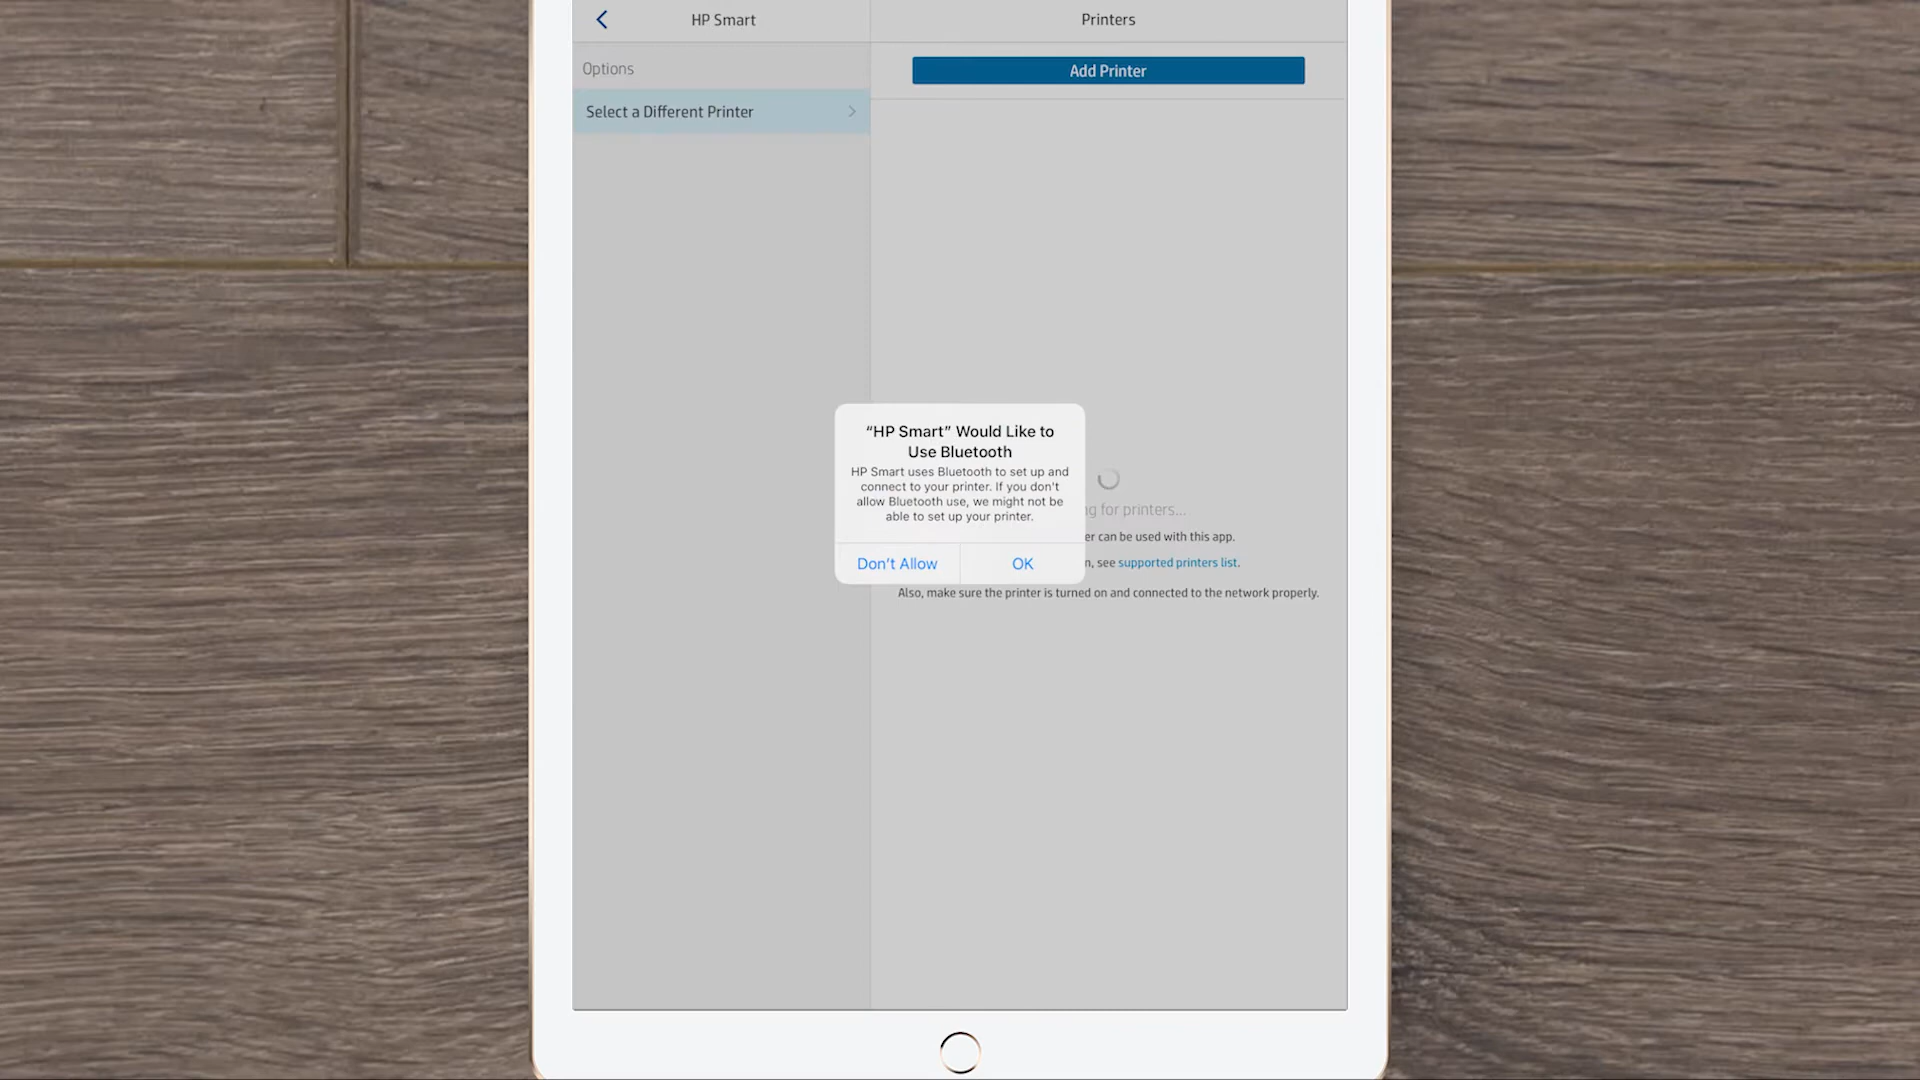 HP Smart
Printers
Options
Add Printer
Select a Different Printer
“HP Smart” Would Like to
Use Bluetooth
HP Smart uses Bluetooth to set up and
connect to your printer. If you don't
allow Bluetooth use, we might not be
able to set up your printer.
Don't Allow
OK
for printers...
can be used with this app.
see supported printers list.
Also, make sure the printer is turned on and connected to the network properly.